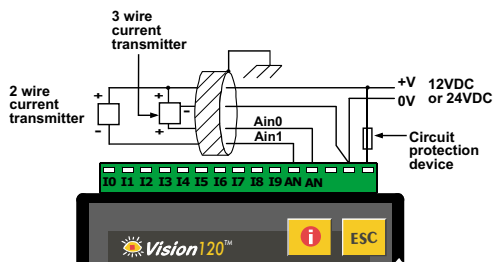 3 wire
current
transmitter
2 wire
current
transmitter
+
-
+
-
+
Ain0
Ain1
+V
0V
12VDC
or 24VDC
Circuit
protection
device
I0 I1 I2 I3 I4 I5 I6 I7 I8 I9 AN AN
Vision120™
i
ESC